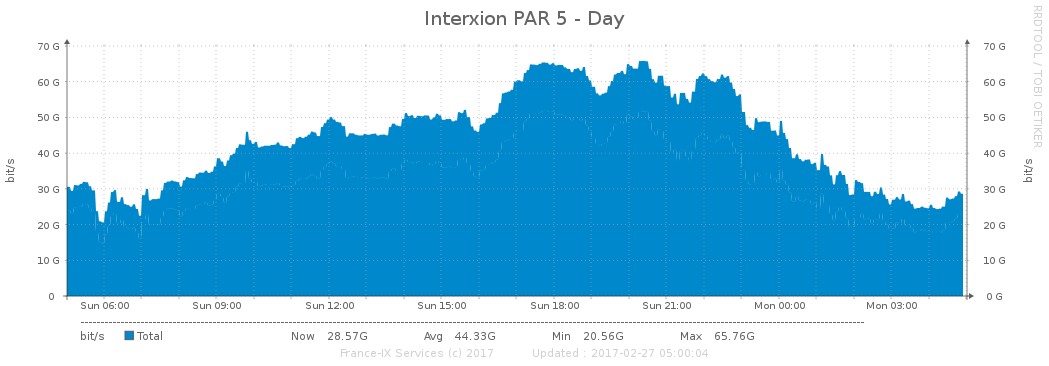 Interxion PAR 5 - Day
RRDTOOL / TOBI OETIKER
70 G 70 G
60 G 60 G
50 G 50 G
40 G 40 G
30 G 30 G
20 G 20 G
10 G 10 G
0 0 G
bit/s
bit/s
Sun 06:00 Sun 09:00 Sun 12:00 Sun 15:00 Sun 18:00 Sun 21:00 Mon 00:00 Mon 03:00
bit/s Total Now 28.57G Avg 44.33G Min 20.56G Max 65.76G
France-IX Services (c) 2017 Updated : 2017-02-27 05:00:04